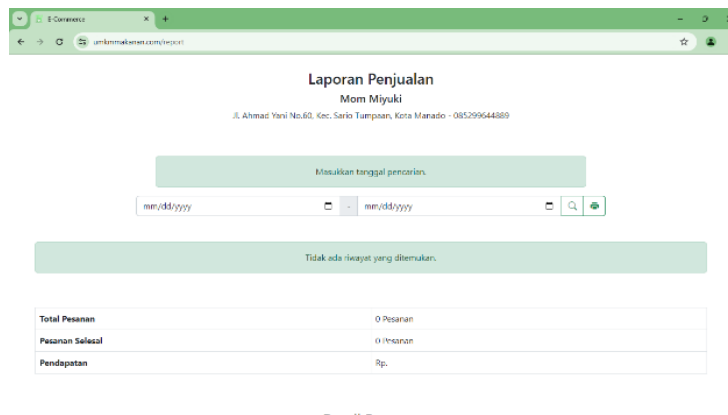 E-Commerce
umkmmakanan.com/report
Laporan Penjualan
Mom Miyuki
Jl. Ahmad Yani No.60, Kec. Sario Tumpaan, Kota Manado - 085299644889
Masukkan tanggal pencarian.
mm/dd/yyyy - mm/dd/yyyy
Tidak ada riwayat yang ditemukan.
Total Pesanan 0 Pesanan
Pesanan Selesai 0 Pesanan
Pendapatan Rp.